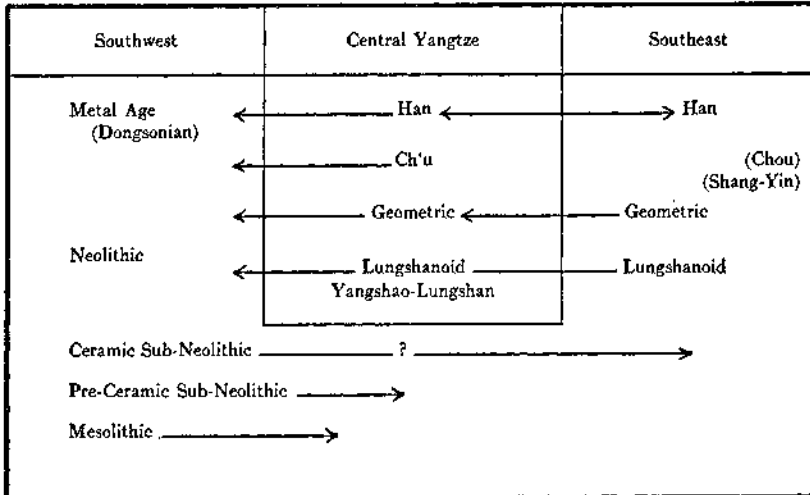 Southwest Central Yangtze Southeast
Metal Age Han Han
(Dongsonian)
Ch'u (Chou)
(Shang-Yin)
Geometric Geometric
Neolithic
Lungshanoid Lungshanoid
Yangshao-Lungshan
Ceramic Sub-Neolithic ?
Pre-Ceramic Sub-Neolithic
Mesolithic